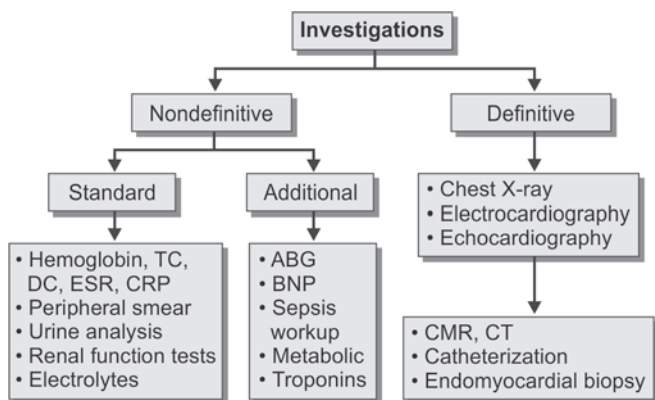 Investigations
Nondefinitive
Definitive
Standard
Additional
• Chest X-ray
• Electrocardiography
• Echocardiography
• Hemoglobin, TC,
DC, ESR, CRP
• Peripheral smear
• Urine analysis
• Renal function tests
• Electrolytes
• ABG
• BNP
• Sepsis
workup
• Metabolic
• Troponins
• CMR, CT
• Catheterization
• Endomyocardial biopsy